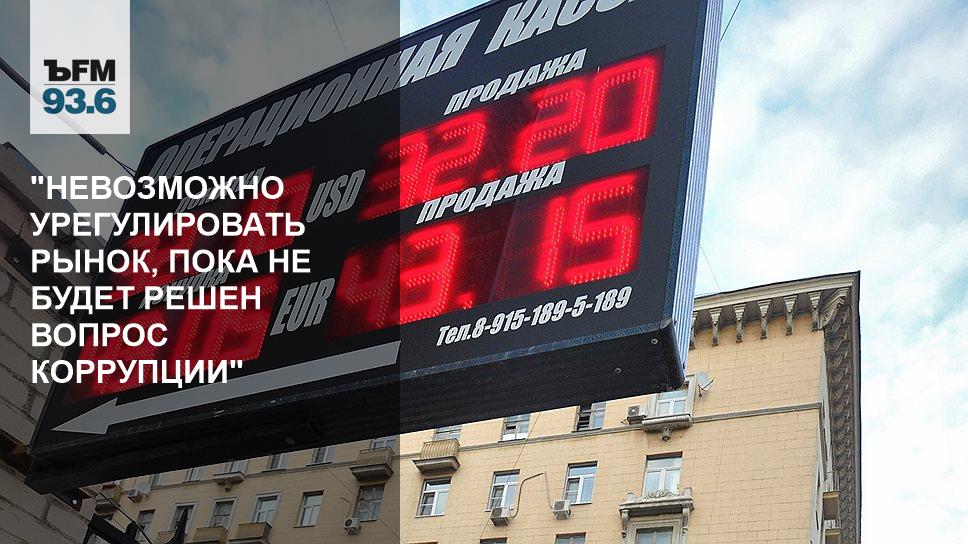 ЪFM
93.6
"НЕВОЗМОЖНО
УРЕГУЛИРОВАТЬ
РЫНОК, ПОКА НЕ
БУДЕТ РЕШЕН
ВОПРОС
КОРРУПЦИИ"
ОПЕРАЦИОННАЯ КАССА
ПРОДАЖА
USD 32.20
ПРОДАЖА
EUR 43.15
Тел.8-915-189-5-189